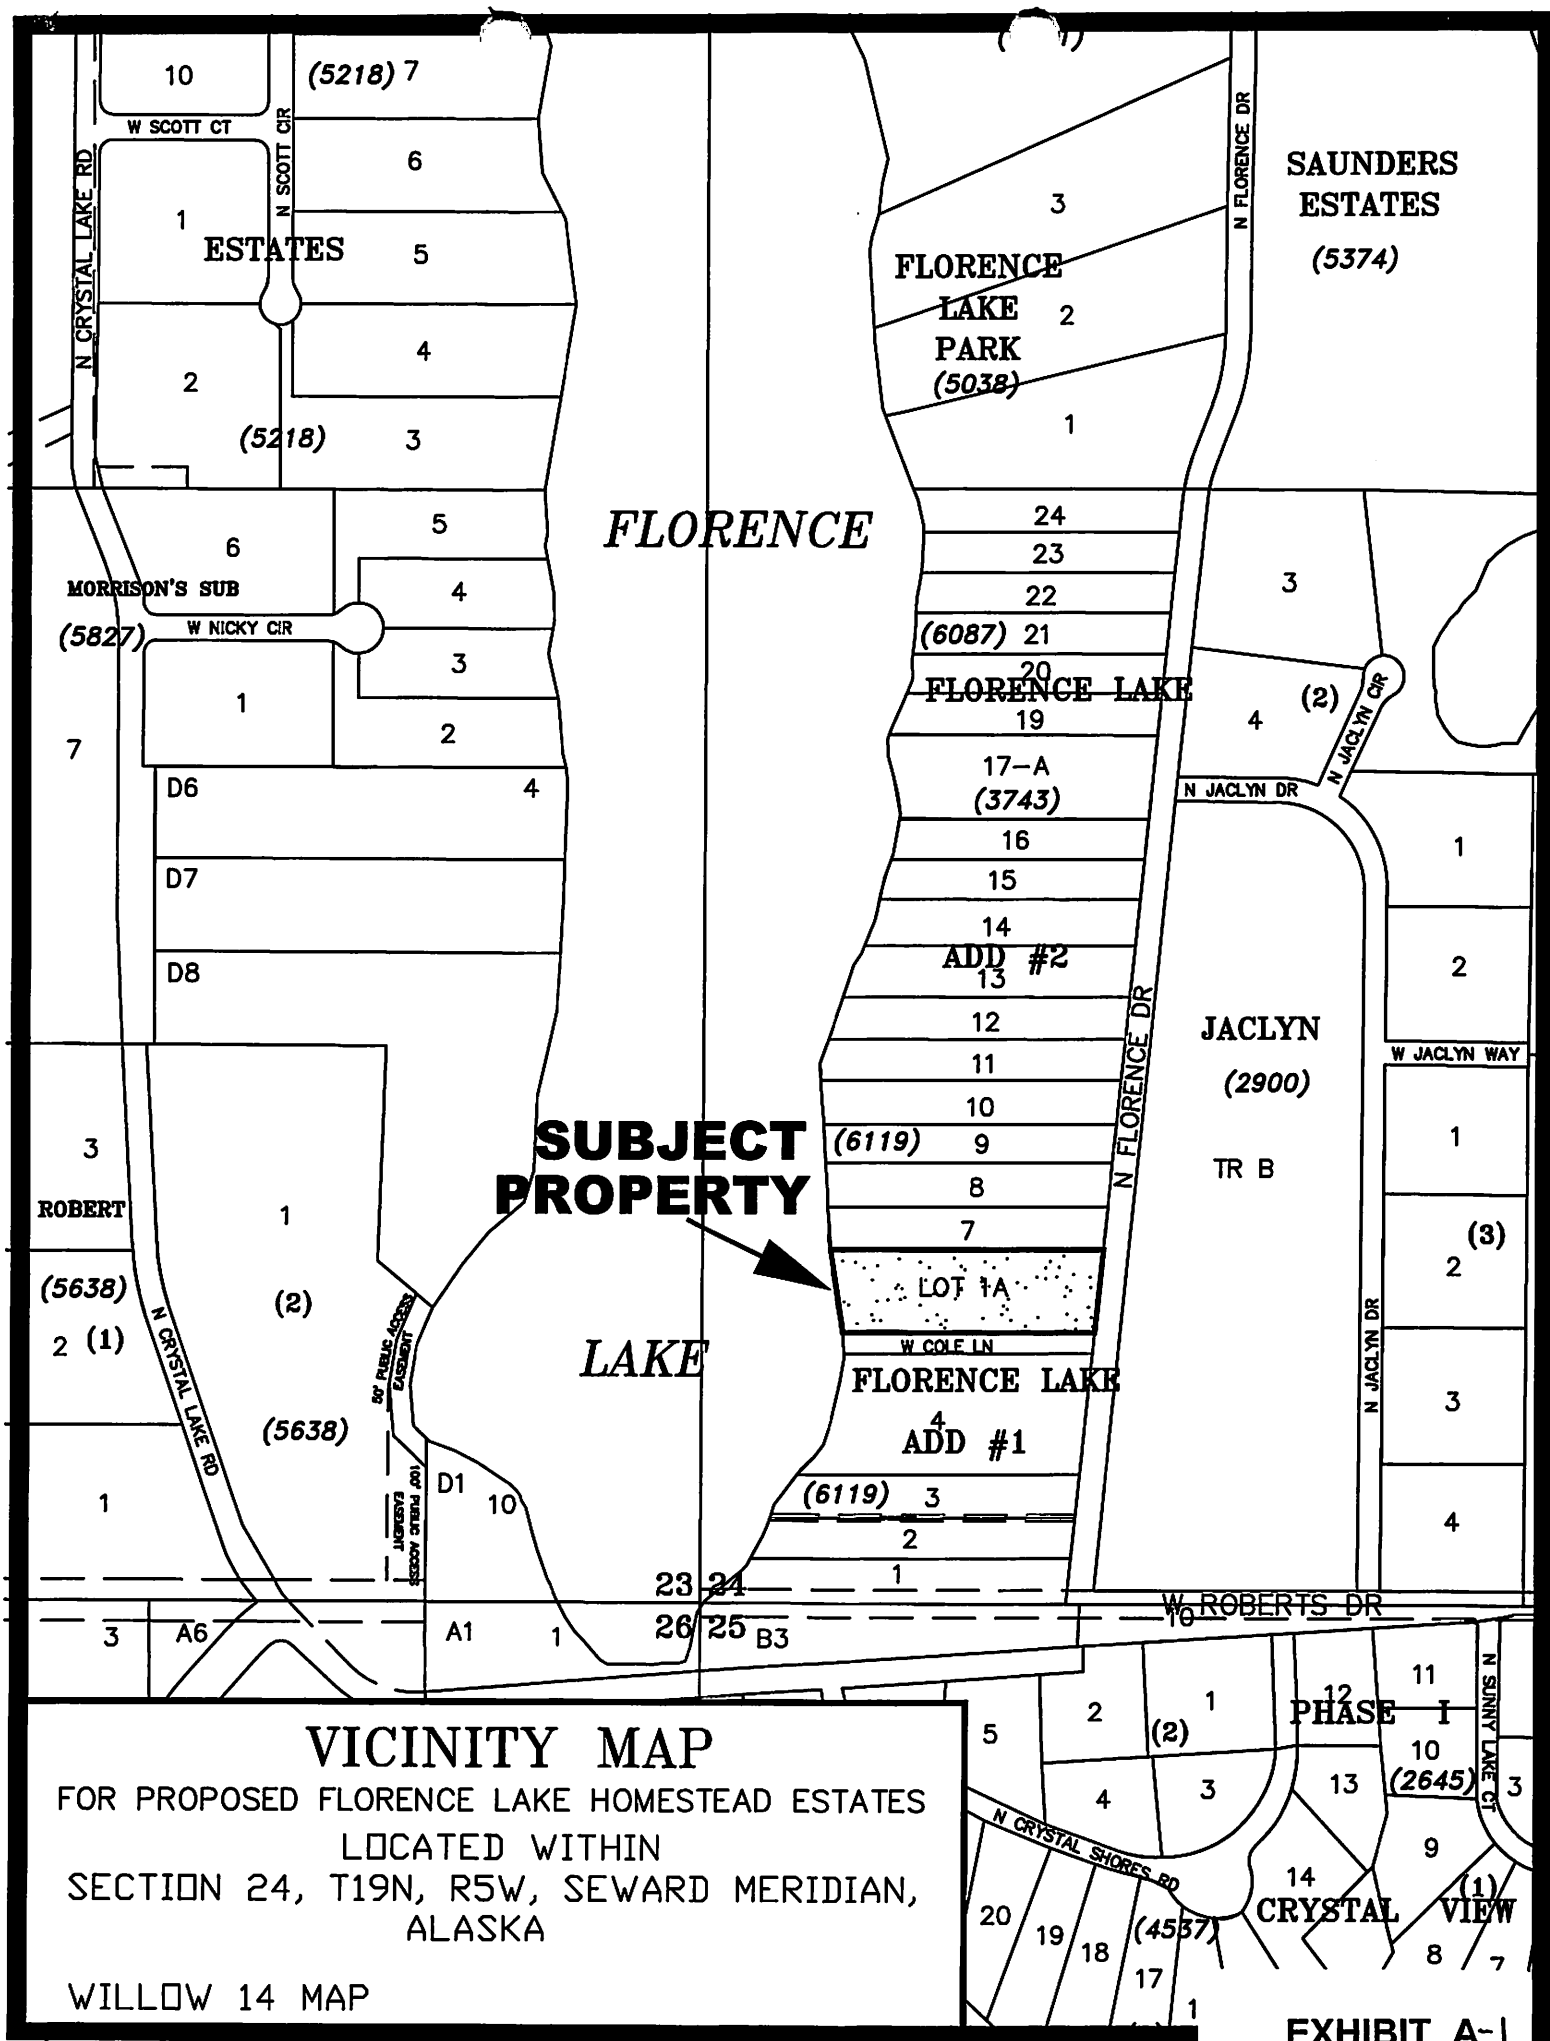 10
(5218) 7
W SCOTT CT
N SCOTT CIR
N CRYSTAL LAKE RD
6
1
ESTATES
5
4
2
(5218)
3
N FLORENCE DR
SAUNDERS
ESTATES
(5374)
3
FLORENCE
LAKE
PARK
(5038)
2
1
FLORENCE
LAKE
5
6
4
MORRISON'S SUB
(5827)
W NICKY CIR
3
1
2
7
D6
4
D7
D8
24
23
22
(6087) 21
20
FLORENCE LAKE
19
17-A
(3743)
16
15
14
ADD #2
13
12
11
10
(6119) 9
8
7
SUBJECT
PROPERTY
LOT 1A
W COLE LN
FLORENCE LAKE
4
ADD #1
(6119) 3
2
1
N FLORENCE DR
3
4
(2)
N JACLYN CIR
N JACLYN DR
1
2
JACLYN
(2900)
TR B
W JACLYN WAY
1
(3)
2
N JACLYN DR
3
4
3
ROBERT
1
(5638)
(2)
2 (1)
N CRYSTAL LAKE RD
(5638)
1
50' PUBLIC ACCESS
EASEMENT
100' PUBLIC ACCESS
EASEMENT
D1
10
23 24
26 25
W ROBERTS DR
10
3
A6
A1
1
B3
5
2
1
(2)
4
3
12
PHASE I
11
10
(2645)
13
N SUNNY LAKE CT
3
9
14
(1)
CRYSTAL VIEW
8
7
N CRYSTAL SHORES RD
(4537)
20
19
18
17
1
VICINITY MAP
FOR PROPOSED FLORENCE LAKE HOMESTEAD ESTATES
LOCATED WITHIN
SECTION 24, T19N, R5W, SEWARD MERIDIAN,
ALASKA
WILLOW 14 MAP
EXHIBIT A-1